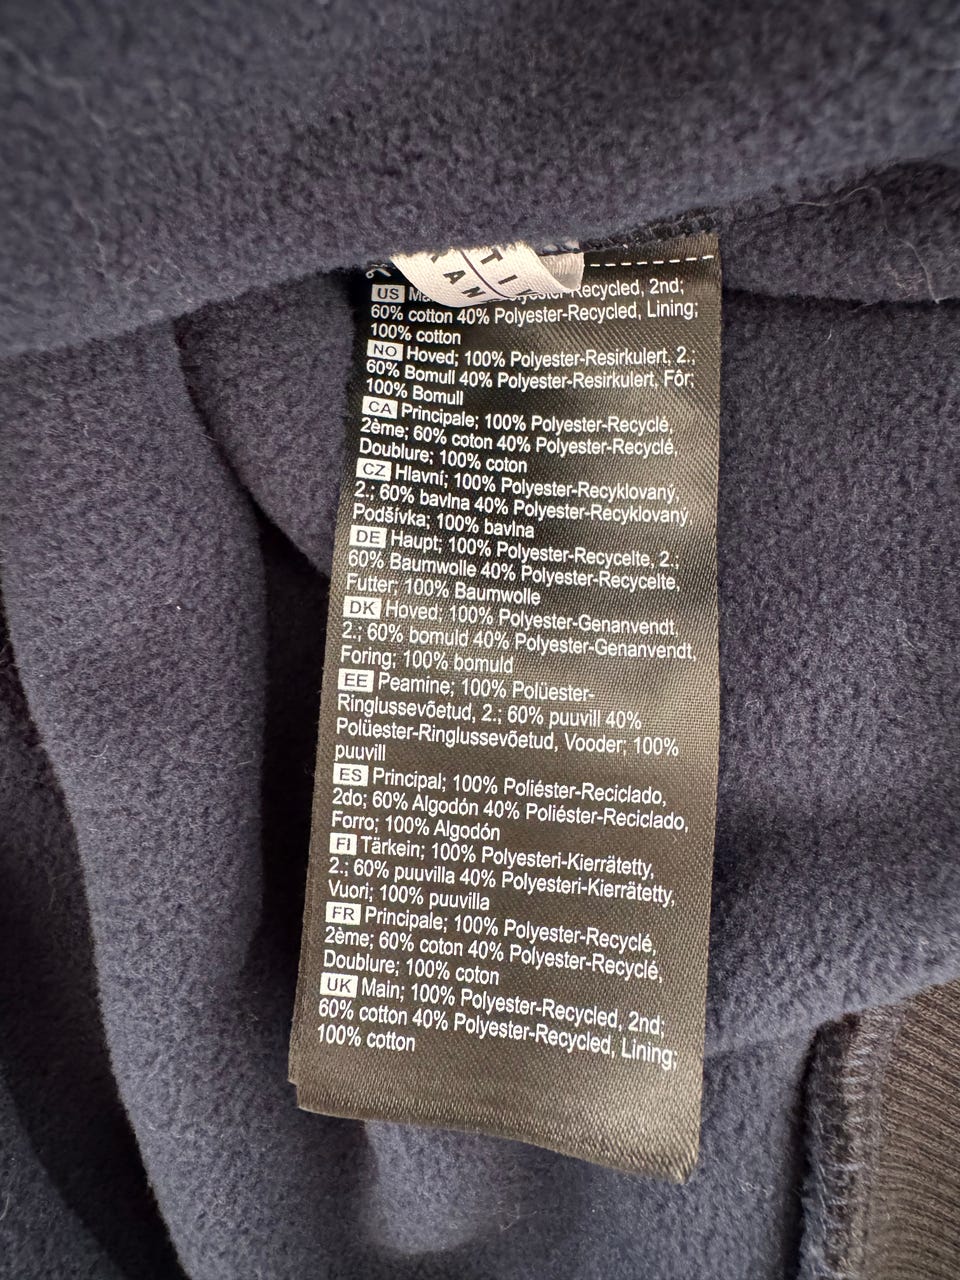 US Ma Recycled, 2nd;
60% cotton 40% Polyester-Recycled, Lining;
100% cotton
NO Hoved; 100% Polyester-Resirkulert, 2.;
60% Bomull 40% Polyester-Resirkulert, Fôr;
100% Bomull
CA Principale; 100% Polyester-Recyclé,
2ème; 60% coton 40% Polyester-Recyclé,
Doublure; 100% coton
CZ Hlavní; 100% Polyester-Recyklovaný,
2.; 60% bavlna 40% Polyester-Recyklovaný,
Podšívka; 100% bavlna
DE Haupt; 100% Polyester-Recycelte, 2.;
60% Baumwolle 40% Polyester-Recycelte,
Futter; 100% Baumwolle
DK Hoved; 100% Polyester-Genanvendt,
2.; 60% bomuld 40% Polyester-Genanvendt,
Foring; 100% bomuld
EE Peamine; 100% Polüester-
Ringlussevõetud, 2.; 60% puuvill 40%
Polüester-Ringlussevõetud, Vooder; 100%
puuvill
ES Principal; 100% Poliéster-Reciclado,
2do; 60% Algodón 40% Poliéster-Reciclado,
Forro; 100% Algodón
FI Tärkein; 100% Polyesteri-Kierrätetty,
2.; 60% puuvilla 40% Polyesteri-Kierrätetty,
Vuori; 100% puuvilla
FR Principale; 100% Polyester-Recyclé,
2ème; 60% coton 40% Polyester-Recyclé,
Doublure; 100% coton
UK Main; 100% Polyester-Recycled, 2nd;
60% cotton 40% Polyester-Recycled, Lining;
100% cotton